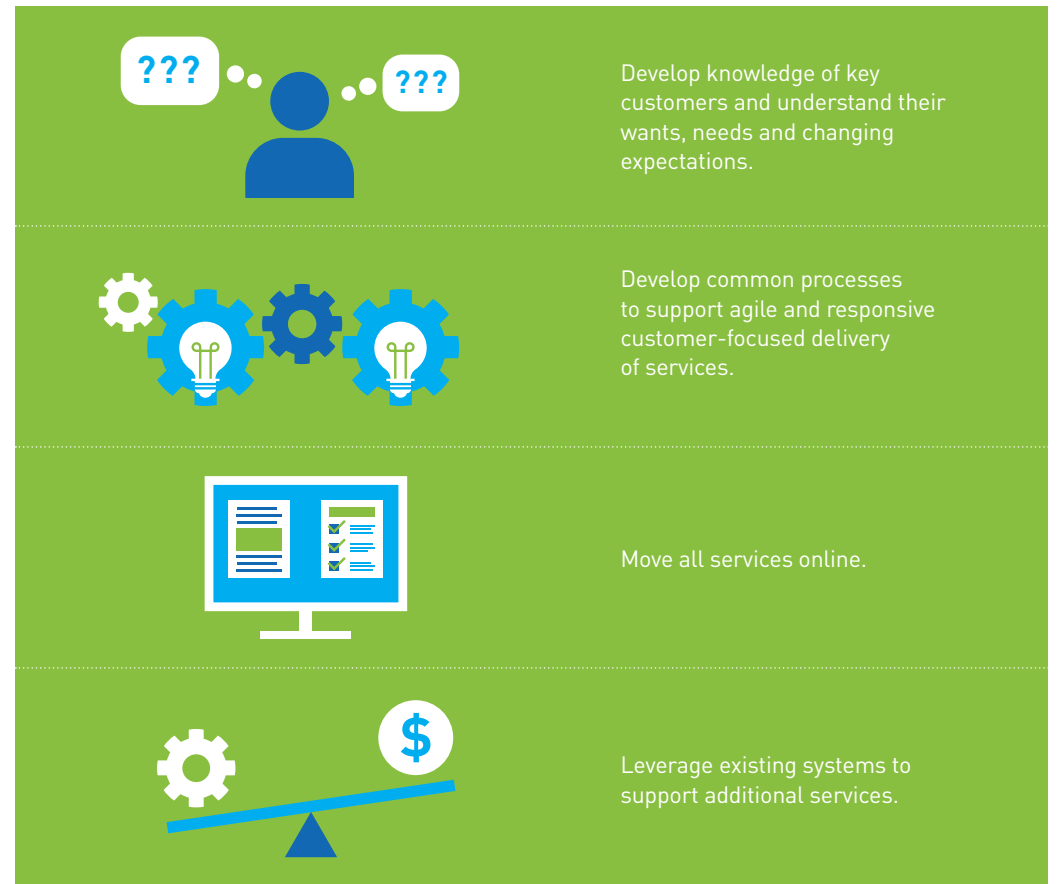 ???
???
Develop knowledge of key
customers and understand their
wants, needs and changing
expectations.
Develop common processes
to support agile and responsive
customer-focused delivery
of services.
Move all services online.
$
Leverage existing systems to
support additional services.